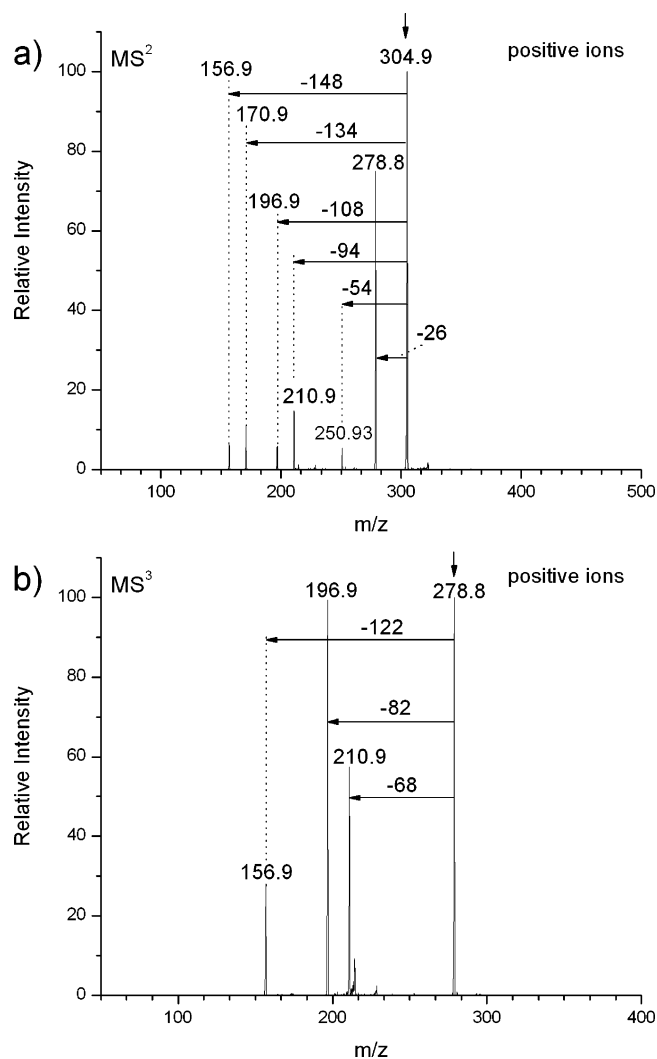 a)
MS²
positive ions
304.9
156.9
-148
170.9
-134
278.8
196.9
-108
-94
-54
-26
210.9
250.93
100
80
60
40
20
0
Relative Intensity
100 200 300 400 500
m/z
b)
MS³
positive ions
196.9
278.8
-122
-82
210.9
-68
156.9
100
80
60
40
20
0
Relative Intensity
100 200 300 400
m/z